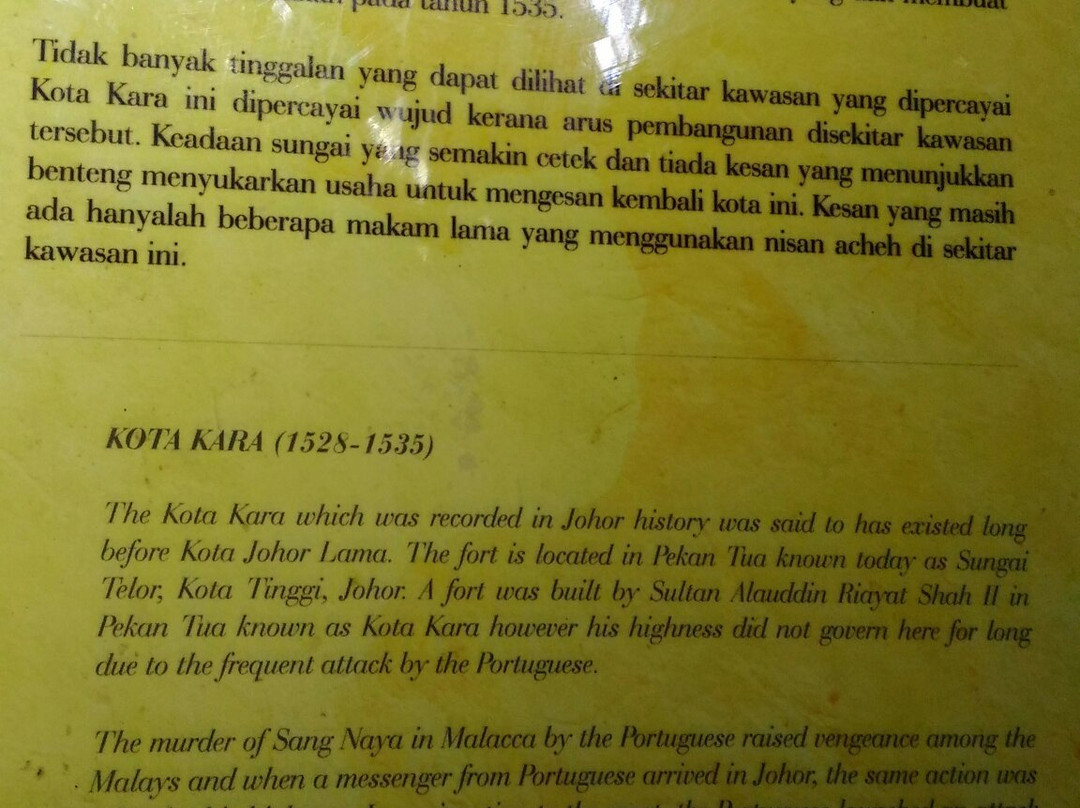 pada tahun 1535.
Tidak banyak tinggalan yang dapat dilihat di sekitar kawasan yang dipercayai
Kota Kara ini dipercayai wujud kerana arus pembangunan disekitar kawasan
tersebut. Keadaan sungai yang semakin cetek dan tiada kesan yang menunjukkan
benteng menyukarkan usaha untuk mengesan kembali kota ini. Kesan yang masih
ada hanyalah beberapa makam lama yang menggunakan nisan acheh di sekitar
kawasan ini.
KOTA KARA (1528-1535)
The Kota Kara which was recorded in Johor history was said to has existed long
before Kota Johor Lama. The fort is located in Pekan Tua known today as Sungai
Telor, Kota Tinggi, Johor. A fort was built by Sultan Alauddin Riayat Shah II in
Pekan Tua known as Kota Kara however his highness did not govern here for long
due to the frequent attack by the Portuguese.
The murder of Sang Naya in Malacca by the Portuguese raised vengeance among the
Malays and when a messenger from Portuguese arrived in Johor, the same action was